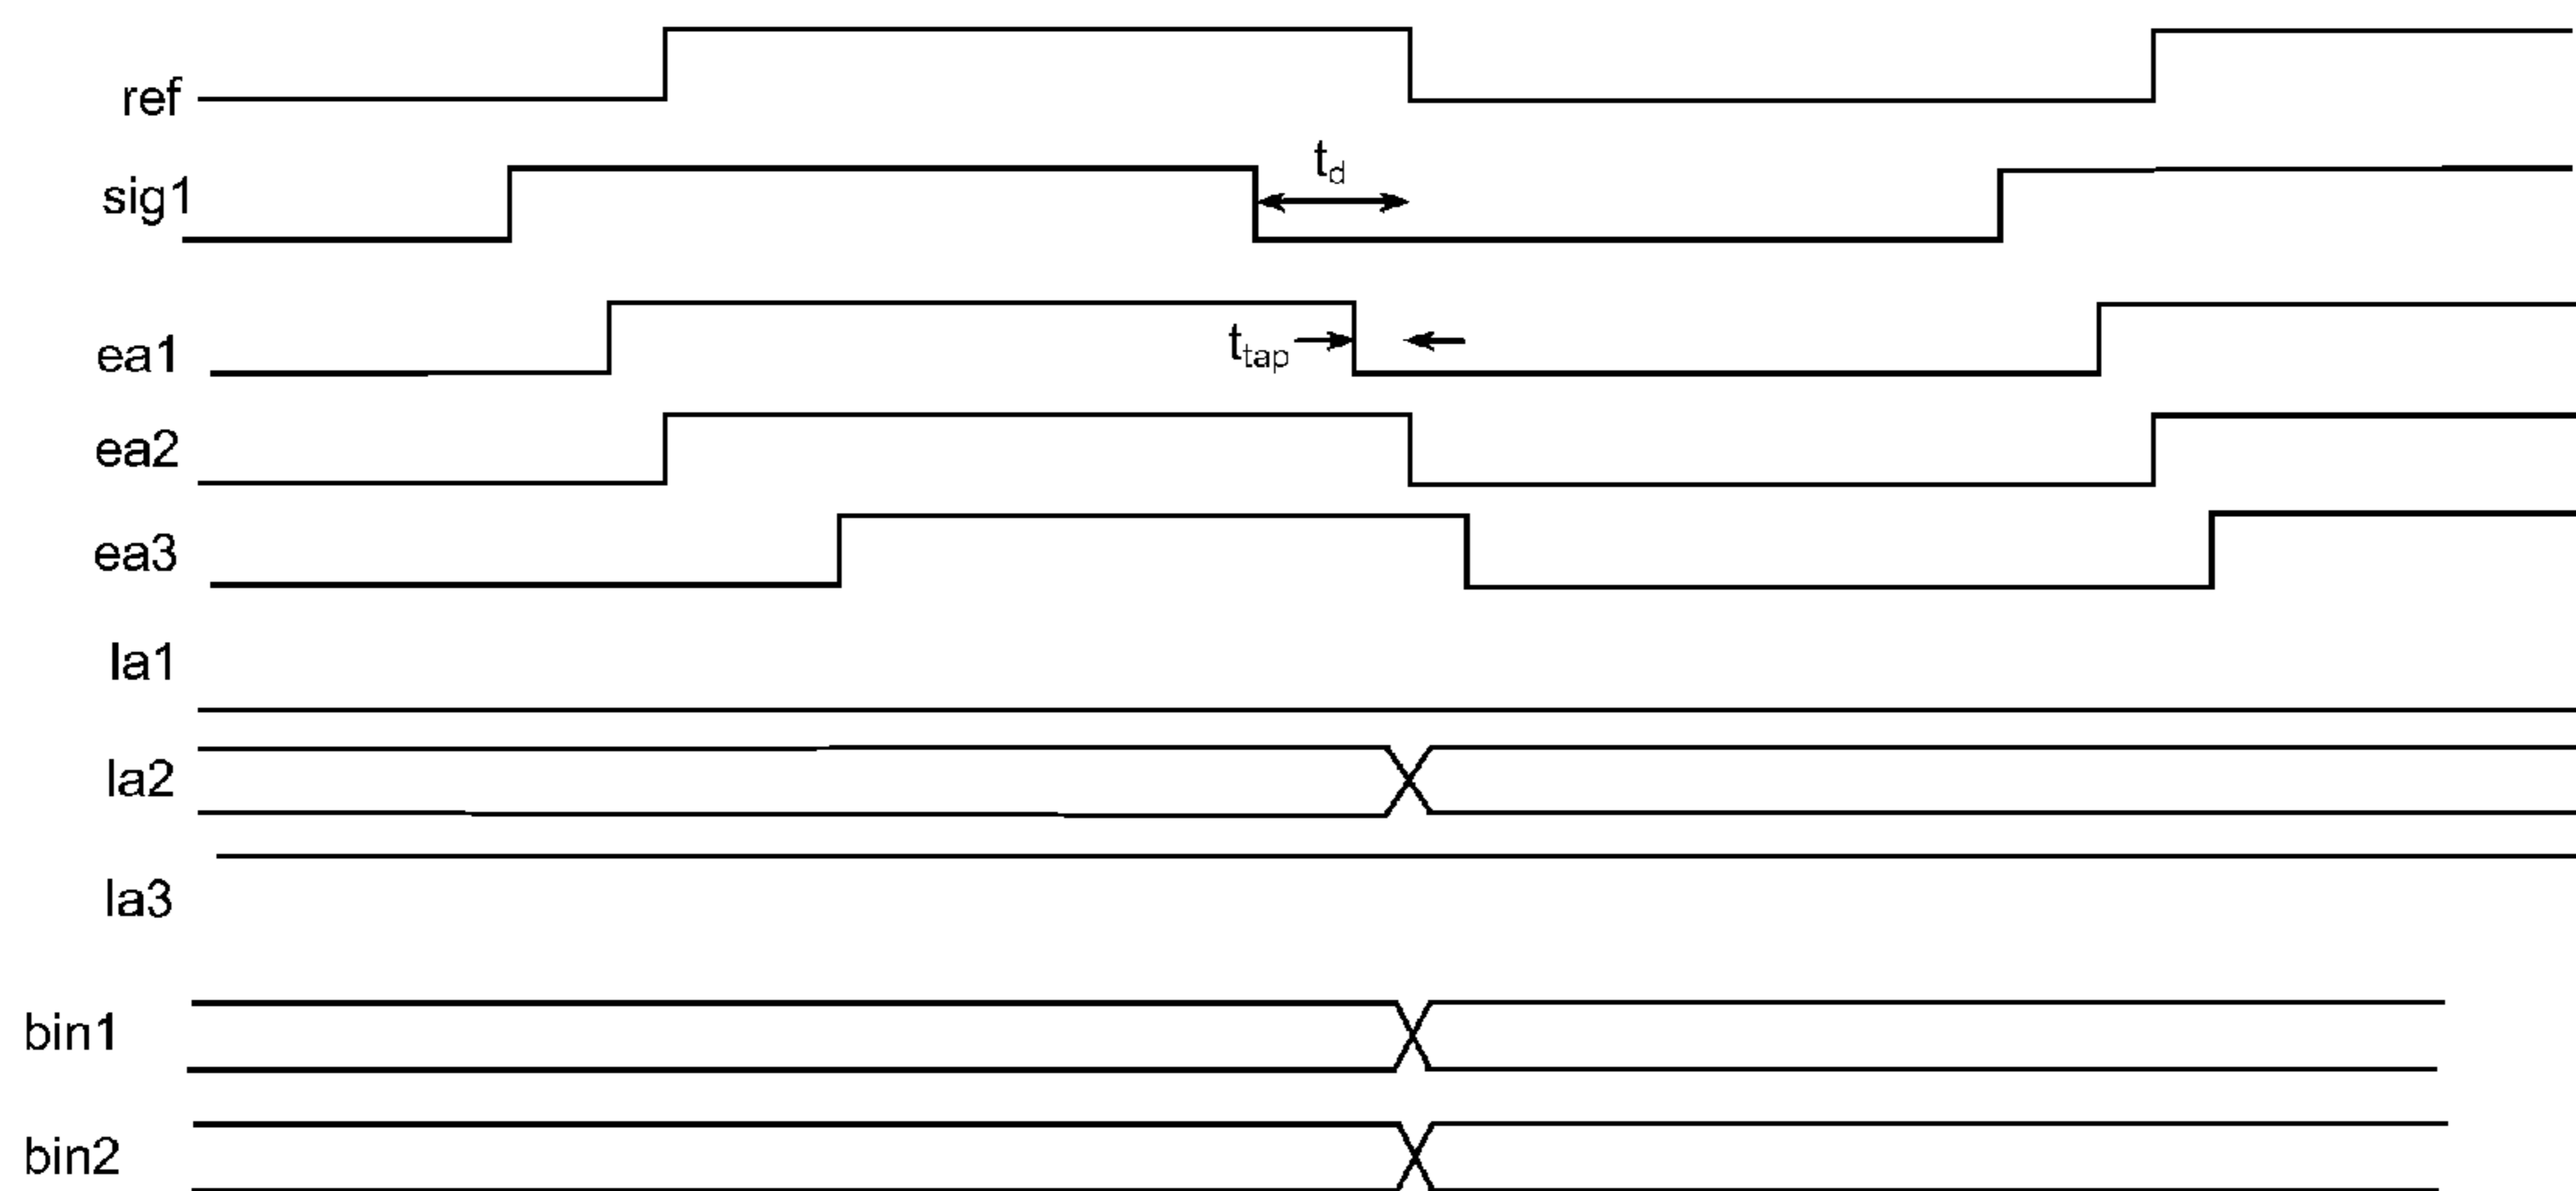 ref
sig1
t_d
ea1
t_tap
ea2
ea3
la1
la2
la3
bin1
bin2